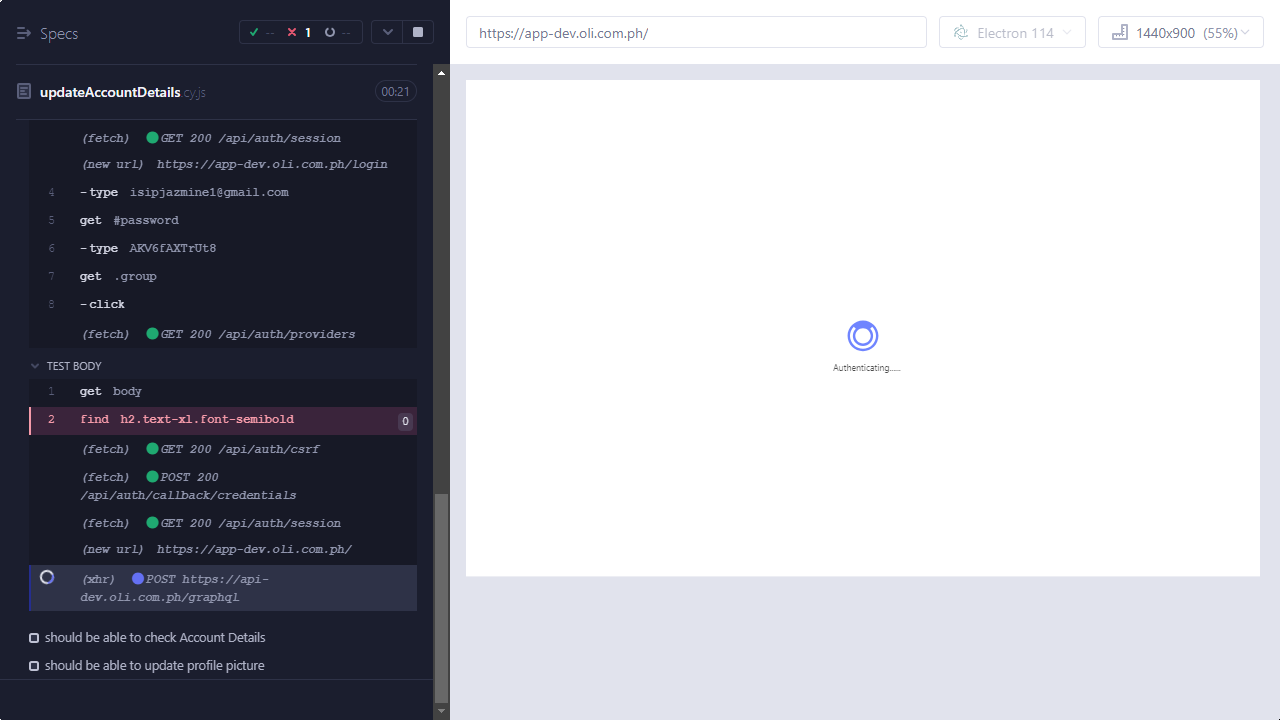 Specs
-- 1 --
https://app-dev.oli.com.ph/
Electron 114
1440x900 (55%)
updateAccountDetails cy.js
00:21
(fetch) GET 200 /api/auth/session
(new url) https://app-dev.oli.com.ph/login
4 -type isipjazmine1@gmail.com
5 get #password
6 -type AKV6fAXTrUt8
7 get .group
8 -click
(fetch) GET 200 /api/auth/providers
TEST BODY
1 get body
2 find h2.text-xl.font-semibold 0
(fetch) GET 200 /api/auth/csrf
(fetch) POST 200
/api/auth/callback/credentials
(fetch) GET 200 /api/auth/session
(new url) https://app-dev.oli.com.ph/
(xhr) POST https://api-
dev.oli.com.ph/graphql
should be able to check Account Details
should be able to update profile picture
Authenticating......